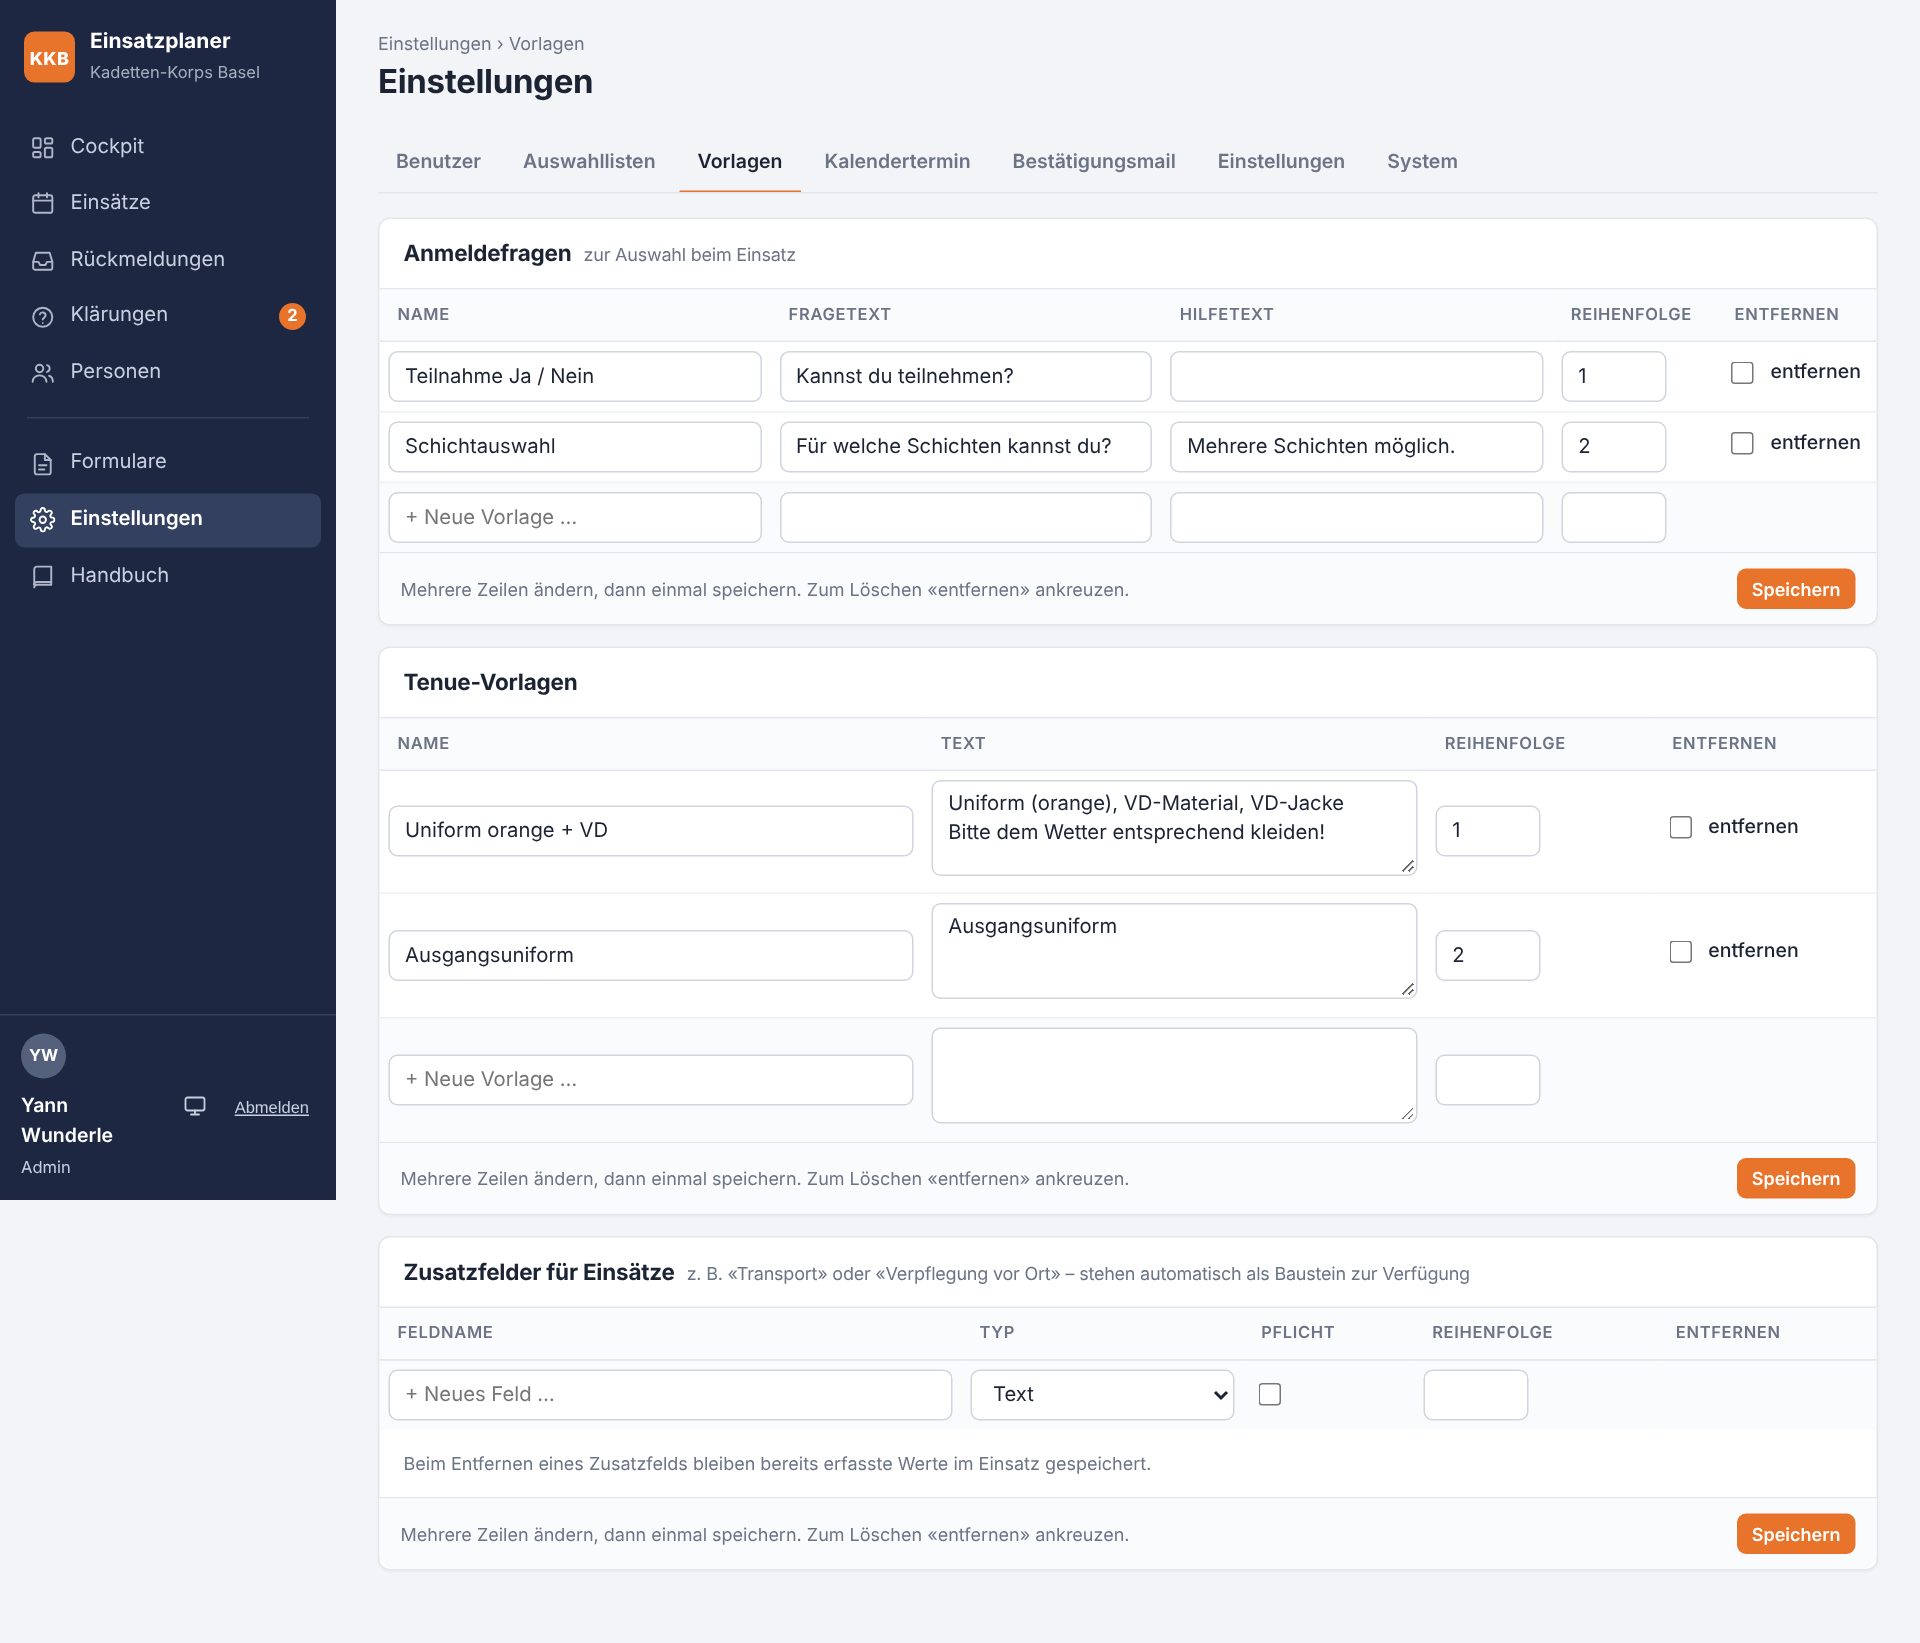 KKB
Einsatzplaner
Kadetten-Korps Basel
Cockpit
Einsätze
Rückmeldungen
Klärungen 2
Personen
Formulare
Einstellungen
Handbuch
YW
Yann
Wunderle
Abmelden
Admin
Einstellungen › Vorlagen
Einstellungen
Benutzer Auswahllisten Vorlagen Kalendertermin Bestätigungsmail Einstellungen System
Anmeldefragen zur Auswahl beim Einsatz
NAME FRAGETEXT HILFETEXT REIHENFOLGE ENTFERNEN
Teilnahme Ja / Nein Kannst du teilnehmen? 1 entfernen
Schichtauswahl Für welche Schichten kannst du? Mehrere Schichten möglich. 2 entfernen
+ Neue Vorlage ...
Mehrere Zeilen ändern, dann einmal speichern. Zum Löschen «entfernen» ankreuzen. Speichern
Tenue-Vorlagen
NAME TEXT REIHENFOLGE ENTFERNEN
Uniform orange + VD Uniform (orange), VD-Material, VD-Jacke 1 entfernen
Bitte dem Wetter entsprechend kleiden!
Ausgangsuniform Ausgangsuniform 2 entfernen
+ Neue Vorlage ...
Mehrere Zeilen ändern, dann einmal speichern. Zum Löschen «entfernen» ankreuzen. Speichern
Zusatzfelder für Einsätze z. B. «Transport» oder «Verpflegung vor Ort» – stehen automatisch als Baustein zur Verfügung
FELDNAME TYP PFLICHT REIHENFOLGE ENTFERNEN
+ Neues Feld ... Text
Beim Entfernen eines Zusatzfelds bleiben bereits erfasste Werte im Einsatz gespeichert.
Mehrere Zeilen ändern, dann einmal speichern. Zum Löschen «entfernen» ankreuzen. Speichern